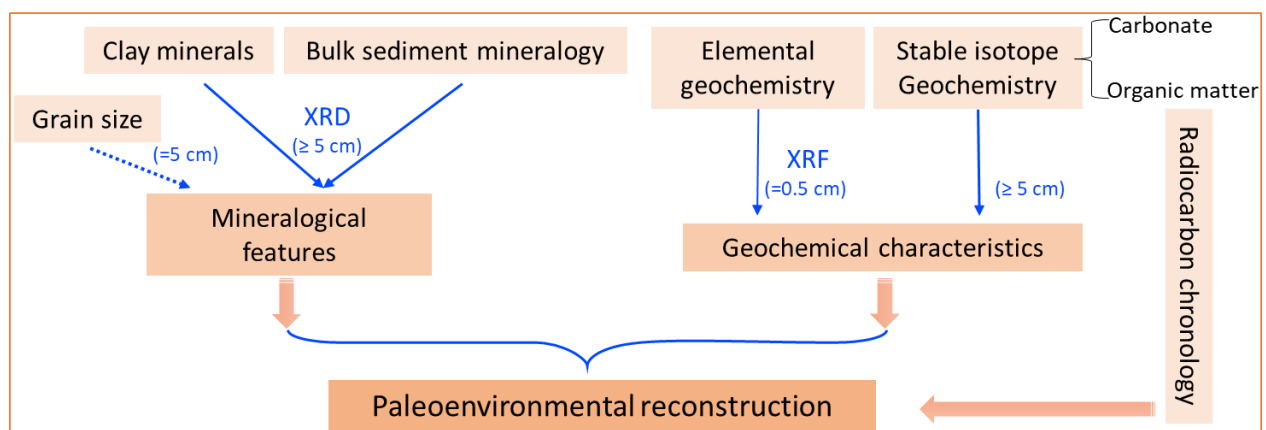 Clay minerals
Bulk sediment mineralogy
Elemental
geochemistry
Stable isotope
Geochemistry
Carbonate
Organic matter
Grain size
(=5 cm)
XRD
(≥ 5 cm)
XRF
(=0.5 cm)
(≥ 5 cm)
Mineralogical
features
Geochemical characteristics
Radiocarbon chronology
Paleoenvironmental reconstruction